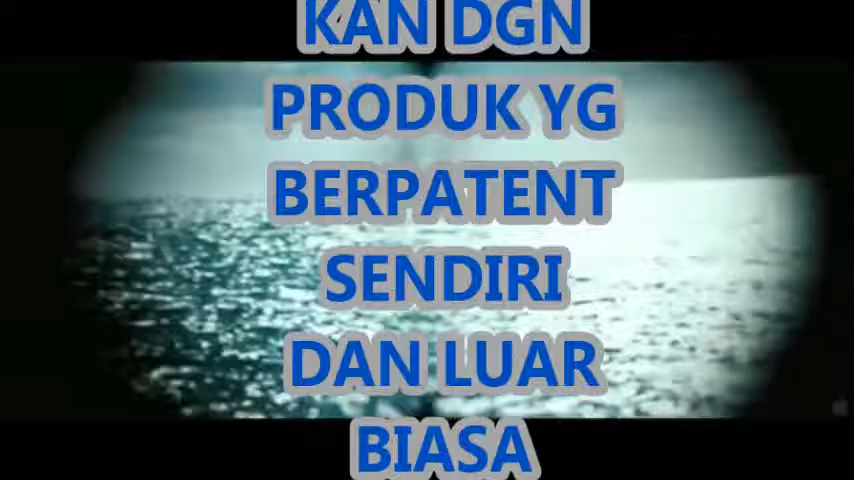 KAN DGN
PRODUK YG
BERPATENT
SENDIRI
DAN LUAR
BIASA